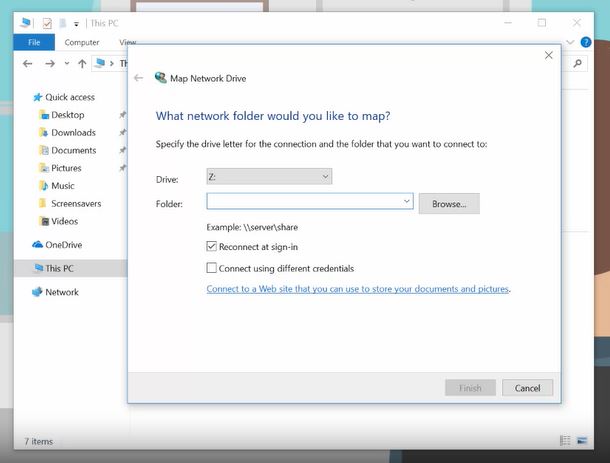 This PC
File
Computer
View
Th
Map Network Drive
What network folder would you like to map?
Specify the drive letter for the connection and the folder that you want to connect to:
Drive:
Z:
Folder:
Browse...
Example: \\server\share
Reconnect at sign-in
Connect using different credentials
Connect to a Web site that you can use to store your documents and pictures.
Finish
Cancel
Quick access
Desktop
Downloads
Documents
Pictures
Music
Screensavers
Videos
OneDrive
This PC
Network
7 items